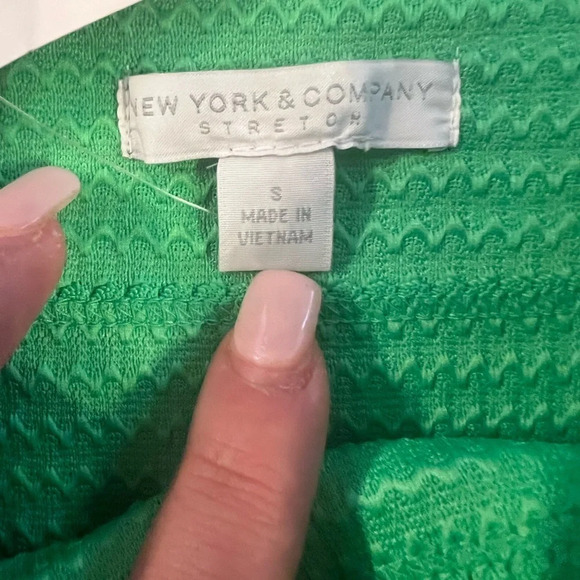 NEW YORK & COMPANY
STRETCH
S
MADE IN
VIETNAM